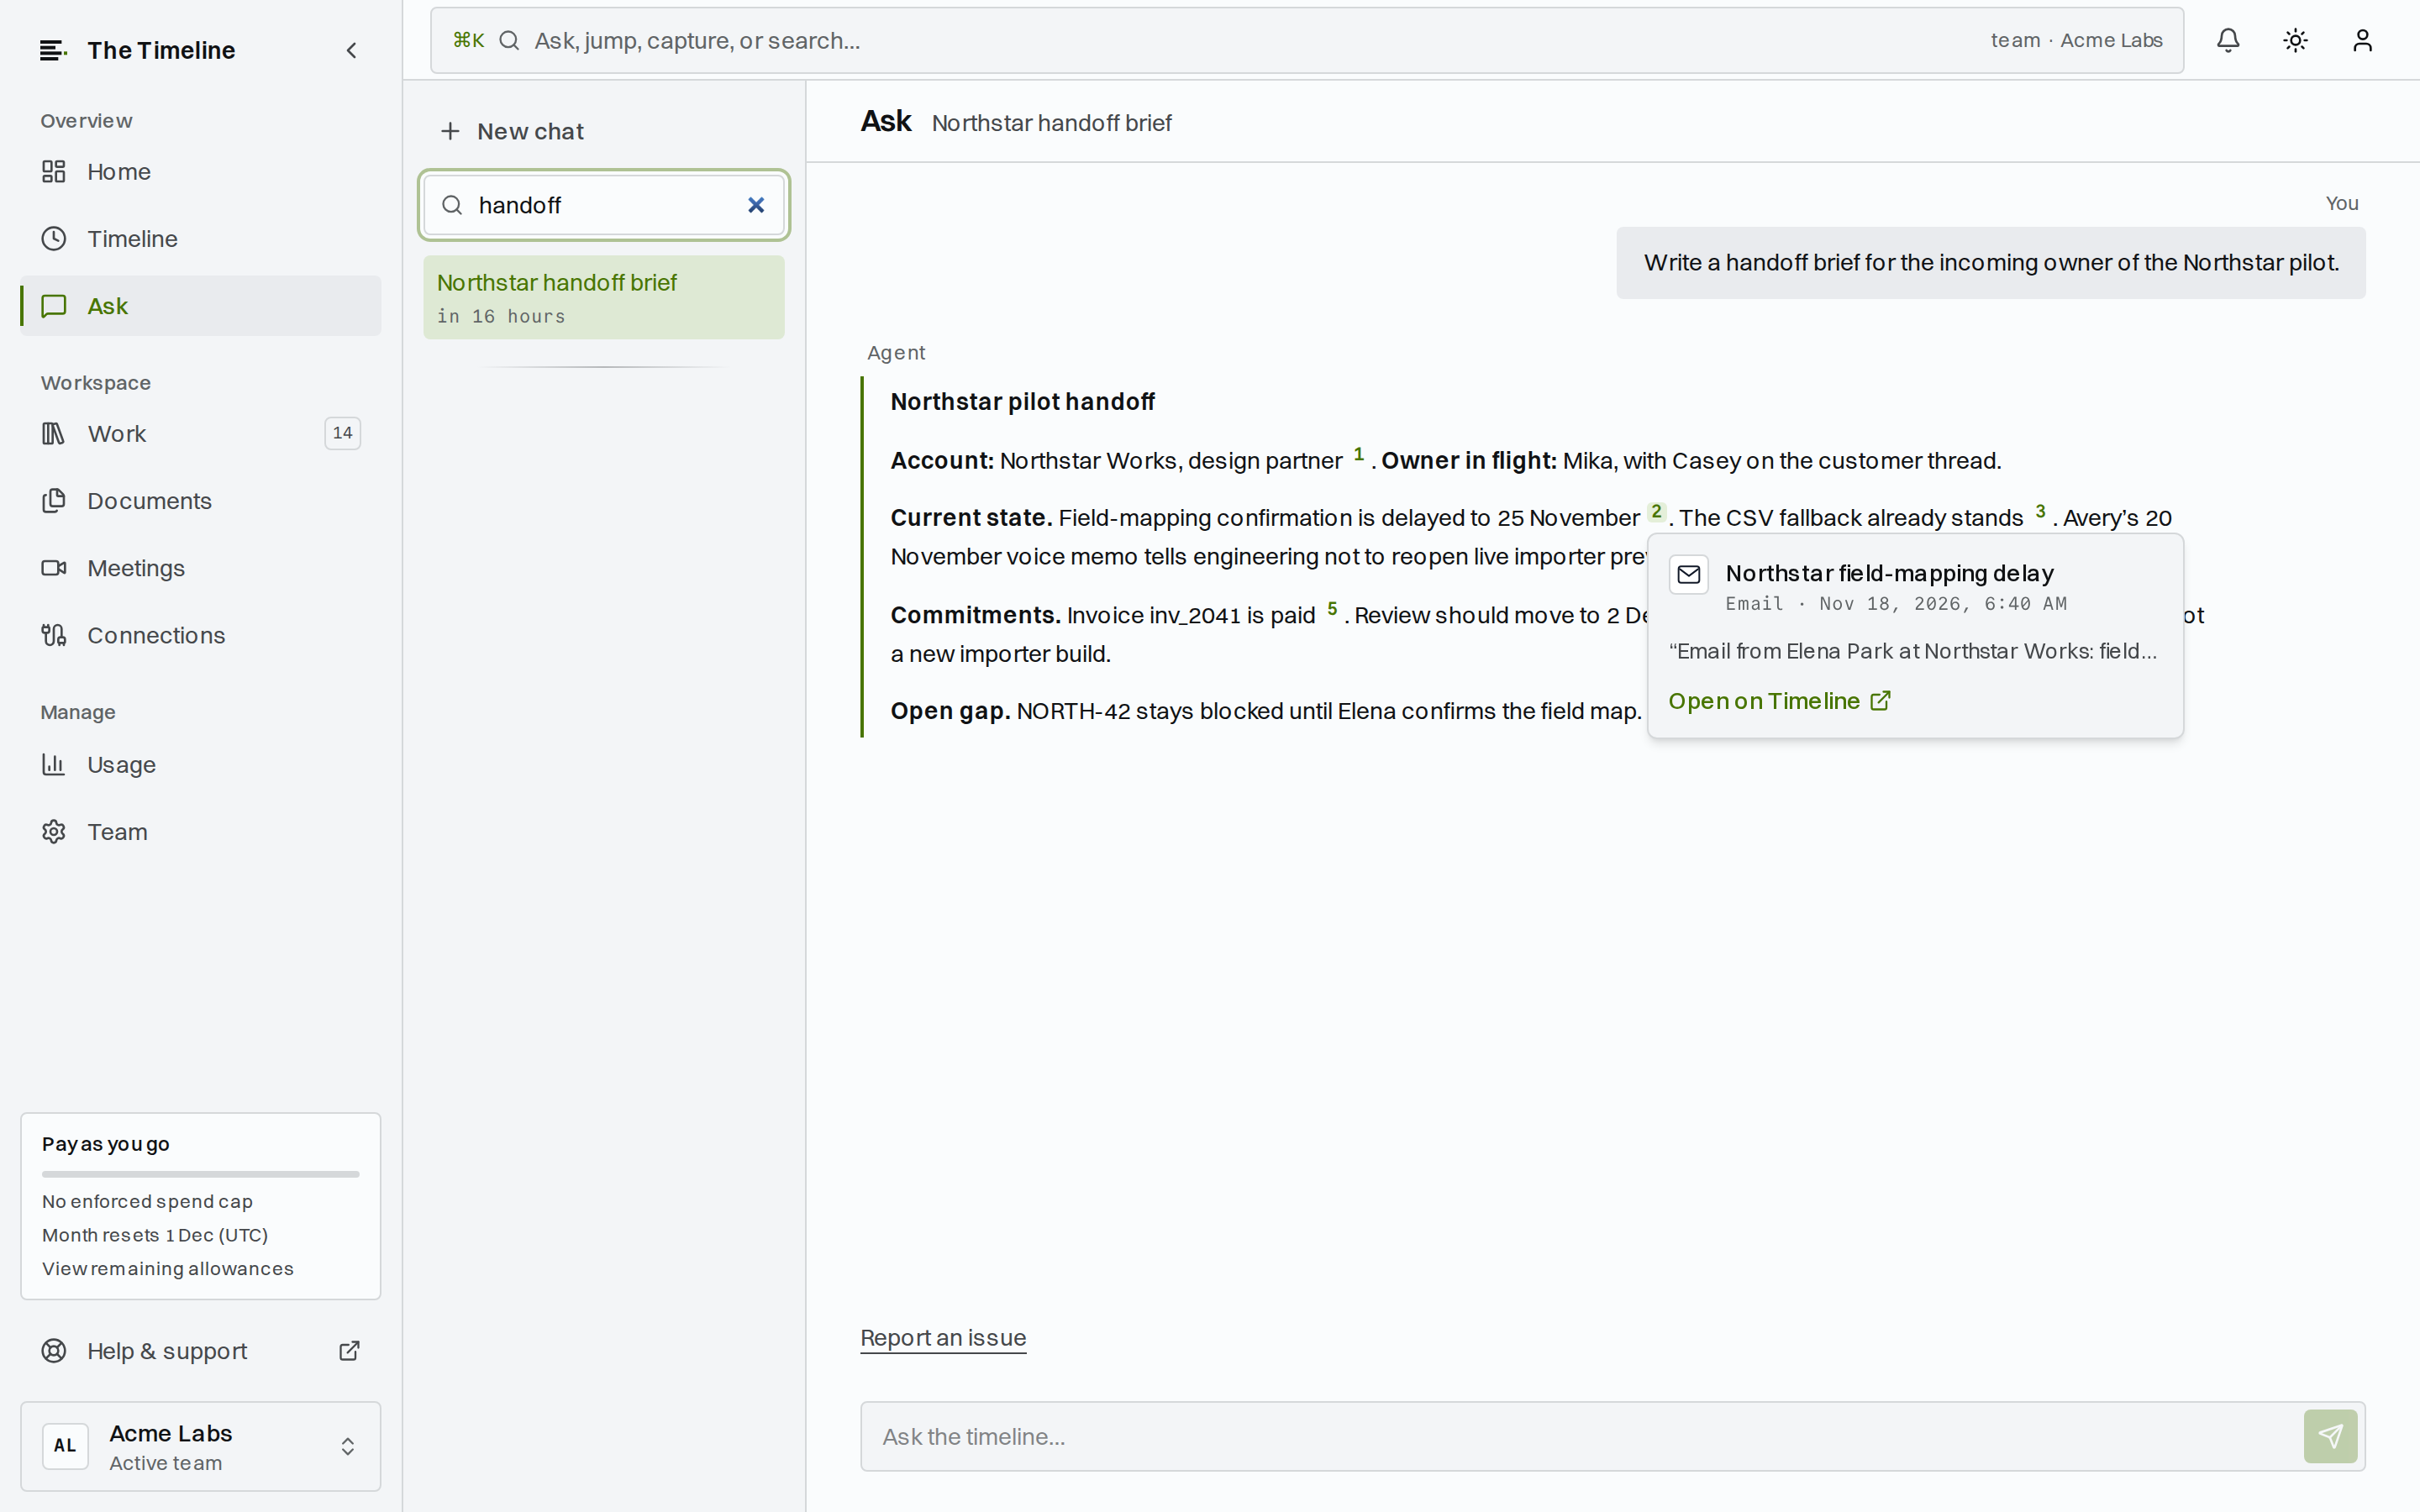 The Timeline
Overview
Home
Timeline
Ask
Workspace
Work
14
Documents
Meetings
Connections
Manage
Usage
Team
Pay as you go
No enforced spend cap
Month resets 1 Dec (UTC)
View remaining allowances
Help & support
AL
Acme Labs
Active team
⌘K
Ask, jump, capture, or search...
team · Acme Labs
New chat
handoff
Northstar handoff brief
in 16 hours
Ask
Northstar handoff brief
You
Write a handoff brief for the incoming owner of the Northstar pilot.
Agent
Northstar pilot handoff
Account: Northstar Works, design partner 1 . Owner in flight: Mika, with Casey on the customer thread.
Current state. Field-mapping confirmation is delayed to 25 November 2 . The CSV fallback already stands 3 . Avery's 20
November voice memo tells engineering not to reopen live importer
Commitments. Invoice inv_2041 is paid 5 . Review should move to 2
a new importer build.
Open gap. NORTH-42 stays blocked until Elena confirms the field map.
Northstar field-mapping delay
Email · Nov 18, 2026, 6:40 AM
“Email from Elena Park at Northstar Works: field...
Open on Timeline
Report an issue
Ask the timeline...